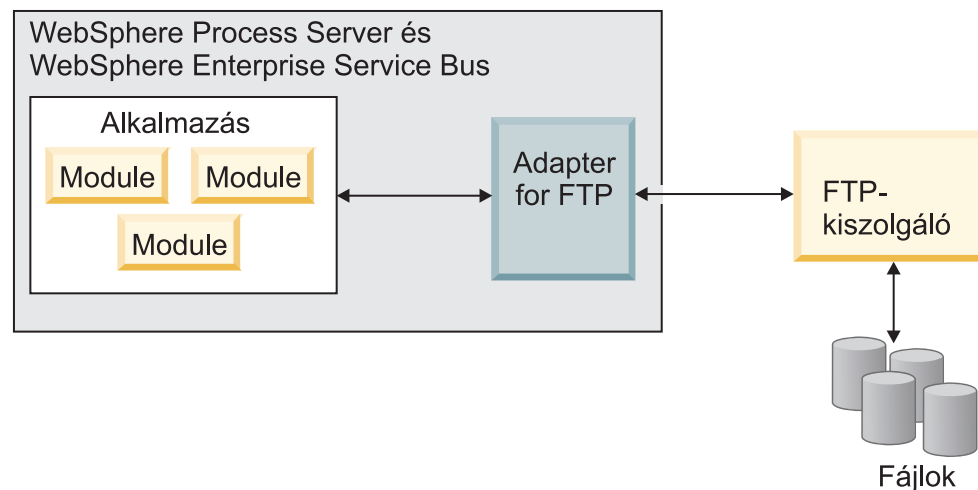 WebSphere Process Server és
WebSphere Enterprise Service Bus
Alkalmazás
Module
Module
Module
Adapter
for FTP
FTP-
kiszolgáló
Fájlok